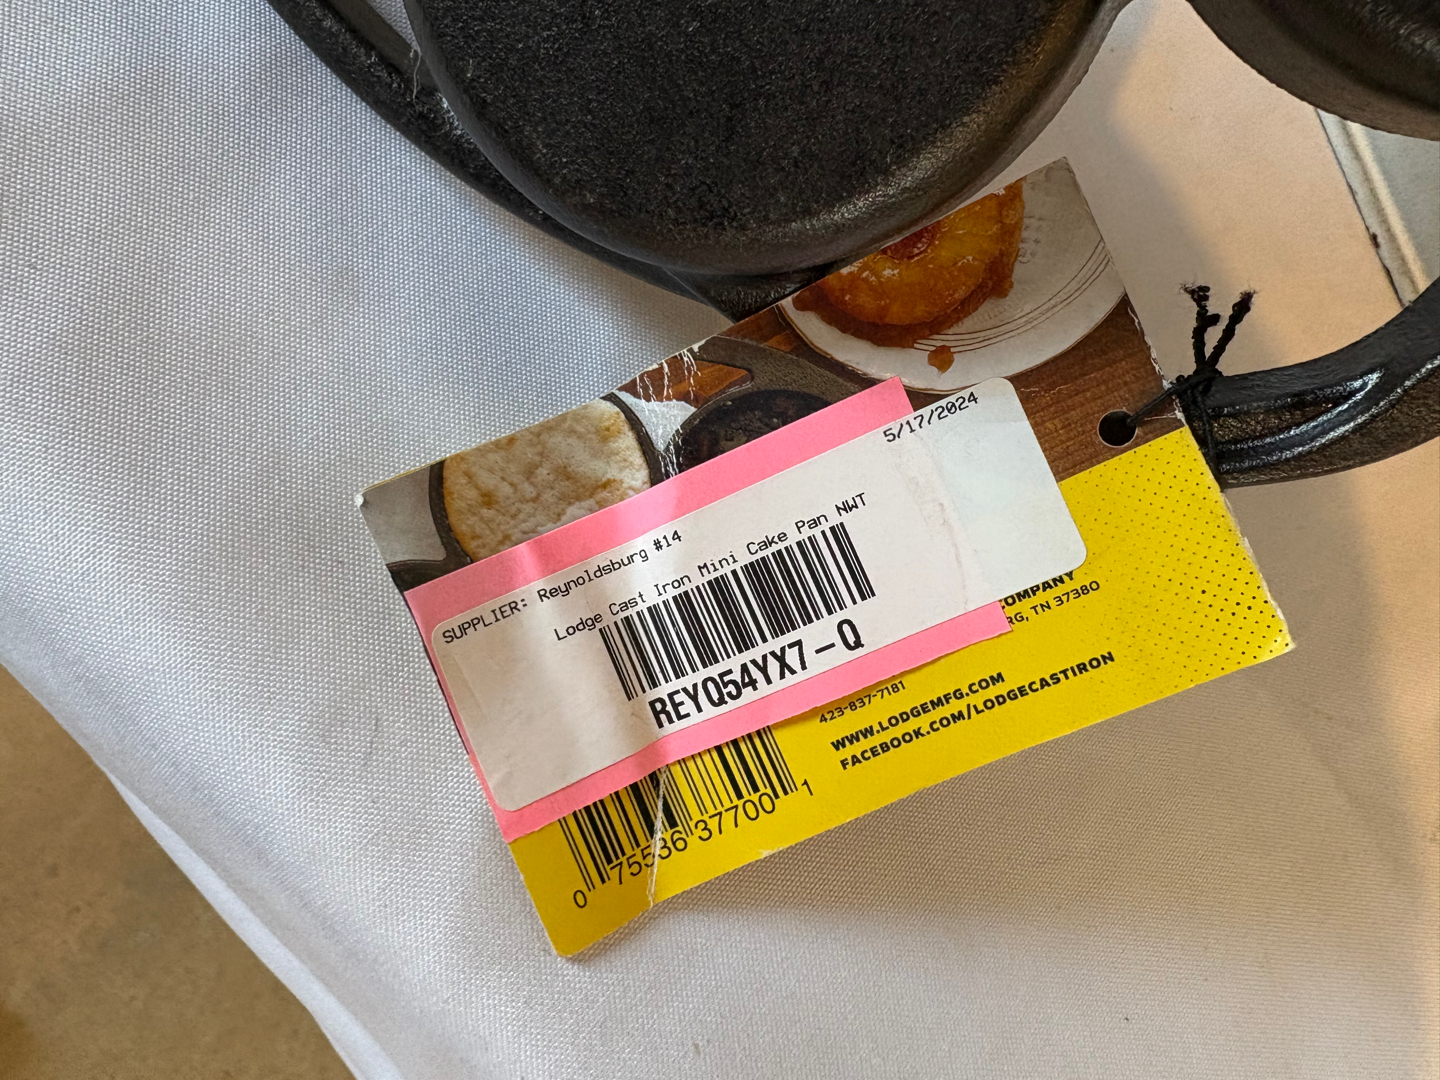 5/17/2024
SUPPLIER: Reynoldsburg #14
Lodge Cast Iron Mini Cake Pan NWT
REYQ54YX7-Q
COMPANY
RG, TN 37380
423-837-7181
WWW.LODGEMFG.COM
FACEBOOK.COM/LODGECASTIRON
0 75536 37700 1